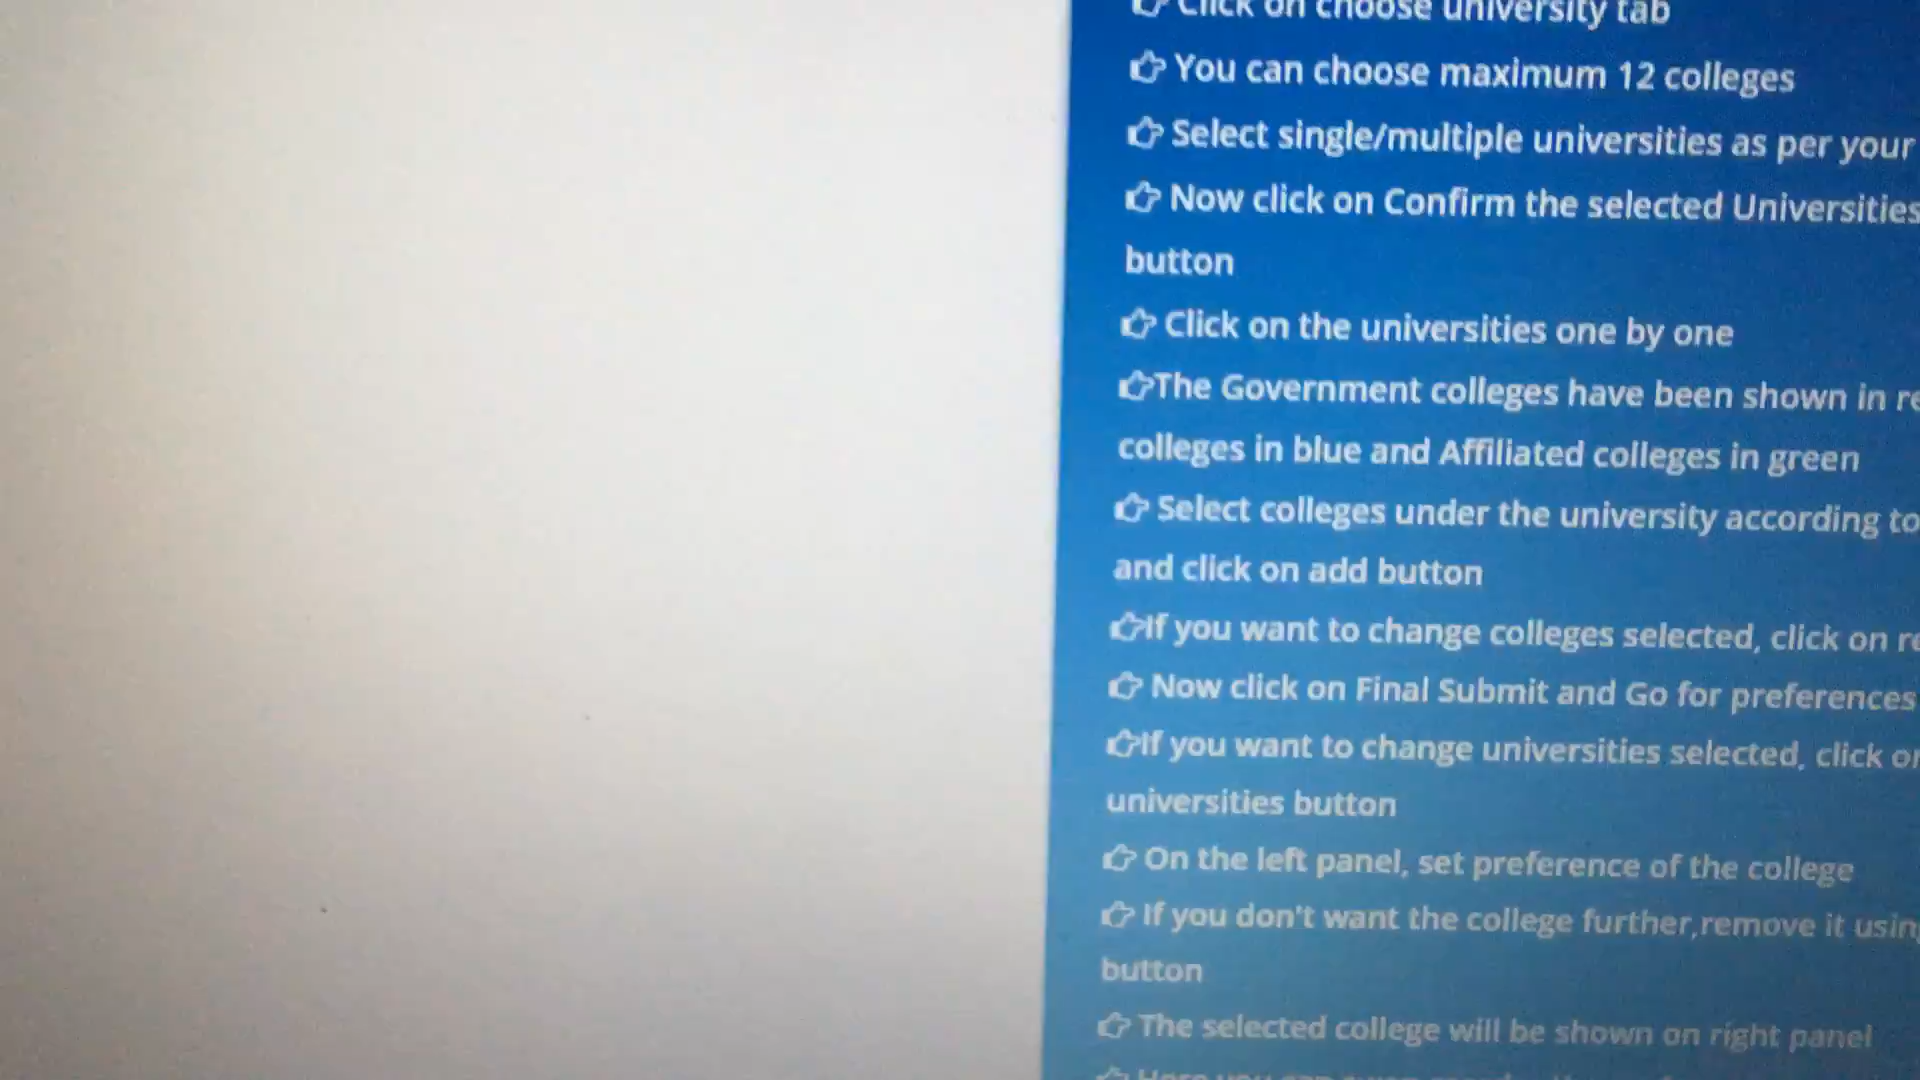 Click on choose university tab
You can choose maximum 12 colleges
Select single/multiple universities as per your
Now click on Confirm the selected Universities
button
Click on the universities one by one
The Government colleges have been shown in
colleges in blue and Affiliated colleges in green
Select colleges under the university according to
and click on add button
If you want to change colleges selected, click on
Now click on Final Submit and Go for preferences
If you want to change universities selected, click
universities button
On the left panel, set preference of the college
If you don't want the college further,remove it
button
The selected college will be shown on right panel